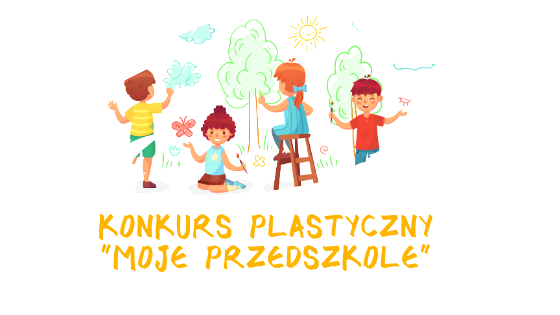 KONKURS PLASTYCZNY
"MOJE PRZEDSZKOLE"